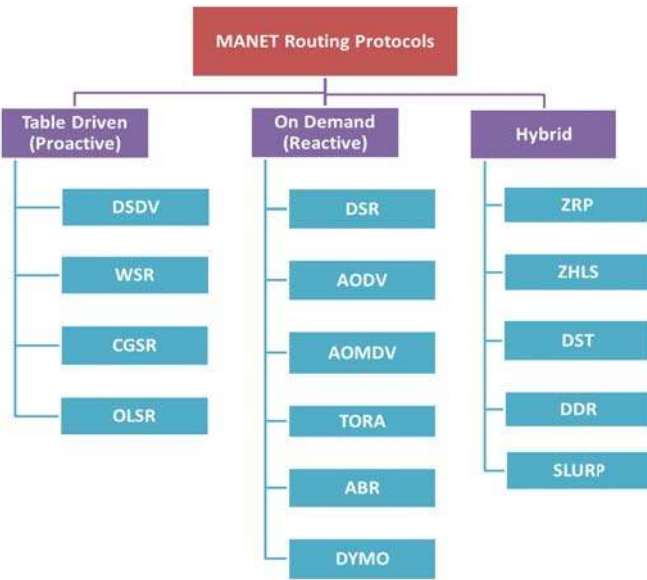 MANET Routing Protocols
Table Driven
(Proactive)
DSDV
WSR
CGSR
OLSR
On Demand
(Reactive)
DSR
AODV
AOMDV
TORA
ABR
DYMO
Hybrid
ZRP
ZHLS
DST
DDR
SLURP